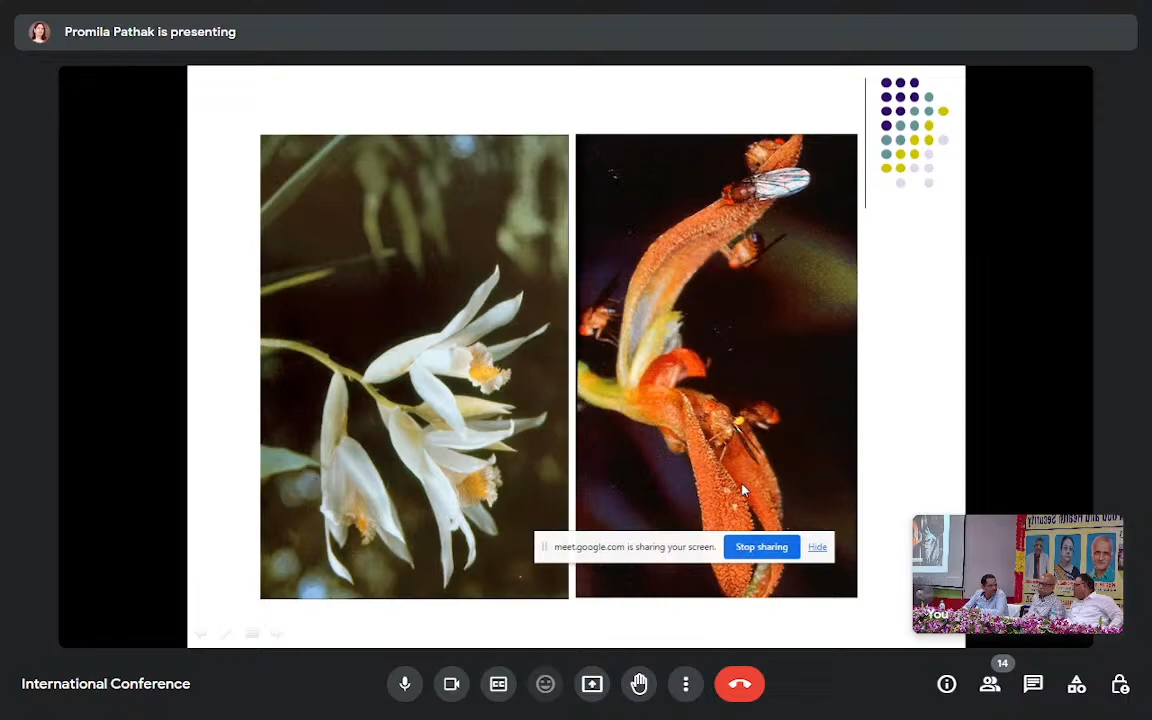 Promila Pathak is presenting
meet.google.com is sharing your screen.
Stop sharing
Hide
You
International Conference
14